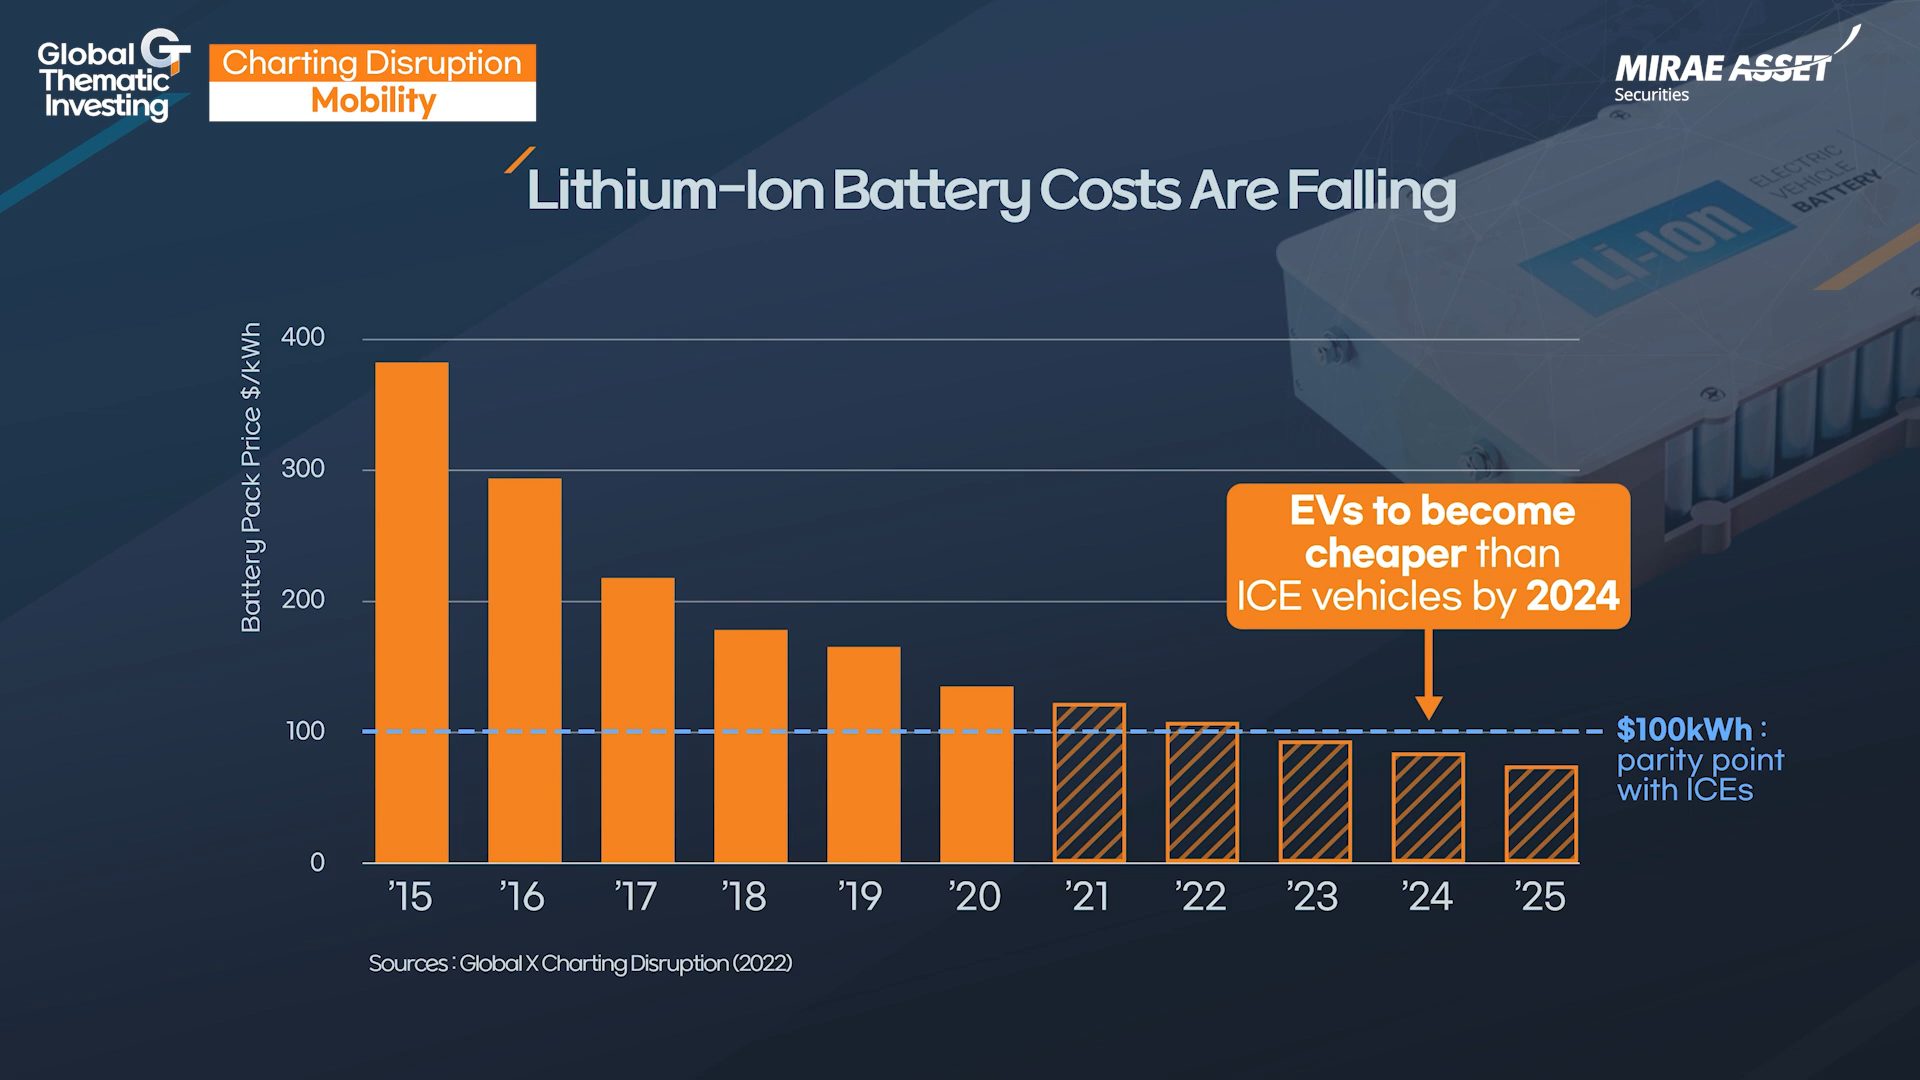 Global
Thematic
Investing
GT
Charting Disruption
Mobility
MIRAE ASSET
Securities
Lithium-Ion Battery Costs Are Falling
ELECTRIC
VEHICLE
BATTERY
Li-Ion
Battery Pack Price $/kWh
400
300
200
100
0
EVs to become
cheaper than
ICE vehicles by 2024
$100kWh :
parity point
with ICEs
’15 ’16 ’17 ’18 ’19 ’20 ’21 ’22 ’23 ’24 ’25
Sources : Global X Charting Disruption (2022)